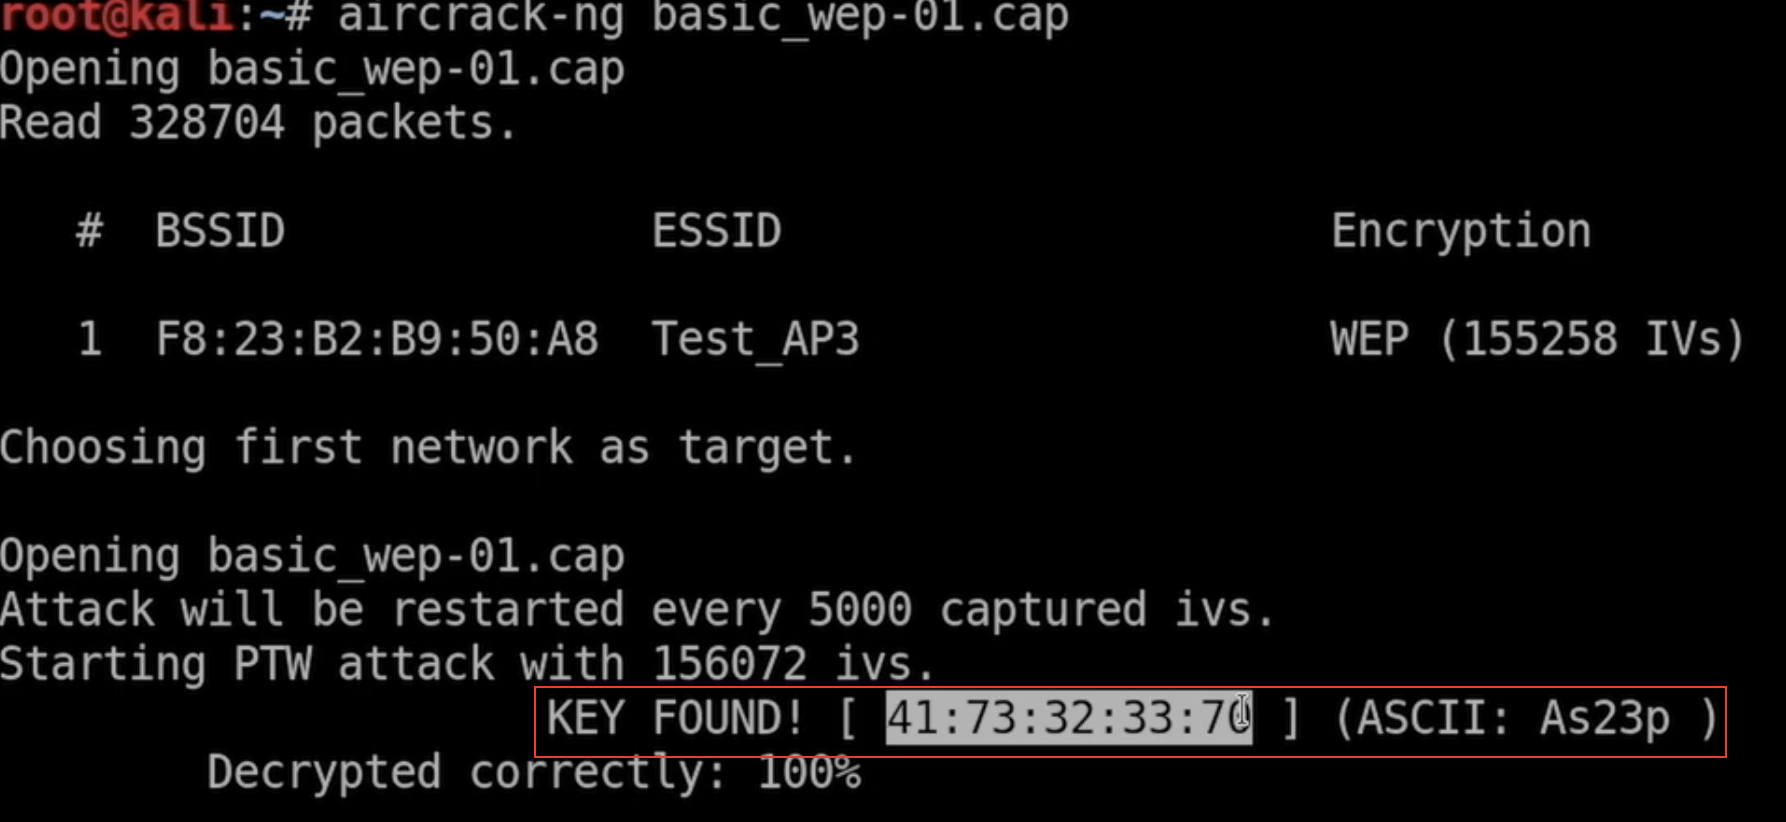 root@kali:~# aircrack-ng basic_wep-01.cap
Opening basic_wep-01.cap
Read 328704 packets.
# BSSID ESSID Encryption
1 F8:23:B2:B9:50:A8 Test_AP3 WEP (155258 IVs)
Choosing first network as target.
Opening basic_wep-01.cap
Attack will be restarted every 5000 captured ivs.
Starting PTW attack with 156072 ivs.
KEY FOUND! [ 41:73:32:33:70 ] (ASCII: As23p )
Decrypted correctly: 100%